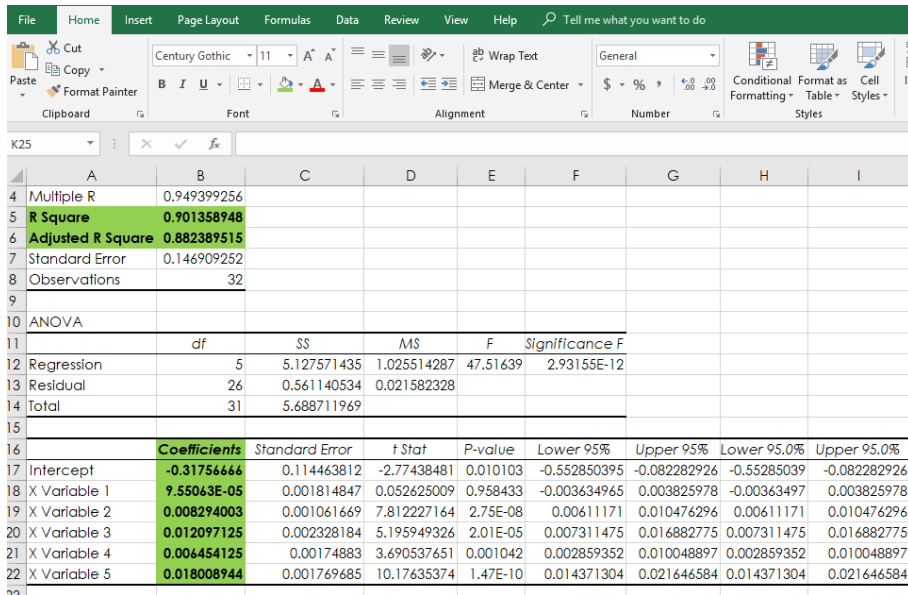 File Home Insert Page Layout Formulas Data Review View Help Tell me what you want to do
Cut
Copy
Format Painter
Paste
Clipboard
Century Gothic 11 A A
B I U A
Font
ab Wrap Text
Merge & Center
Alignment
General
$ % , .00 .00
Number
Conditional Formatting Format as Table Cell Styles
Styles
K25 fx
A B C D E F G H I
4 Multiple R 0.949399256
5 R Square 0.901358948
6 Adjusted R Square 0.882389515
7 Standard Error 0.146909252
8 Observations 32
9
10 ANOVA
11 df SS MS F Significance F
12 Regression 5 5.127571435 1.025514287 47.51639 2.93155E-12
13 Residual 26 0.561140534 0.021582328
14 Total 31 5.688711969
15
16 Coefficients Standard Error t Stat P-value Lower 95% Upper 95% Lower 95.0% Upper 95.0%
17 Intercept -0.31756666 0.114463812 -2.77438481 0.010103 -0.552850395 -0.082282926 -0.55285039 -0.082282926
18 X Variable 1 9.55063E-05 0.001814847 0.052625009 0.958433 -0.003634965 0.003825978 -0.00363497 0.003825978
19 X Variable 2 0.008294003 0.001061669 7.812227164 2.75E-08 0.00611171 0.010476296 0.00611171 0.010476296
20 X Variable 3 0.012097125 0.002328184 5.195949326 2.01E-05 0.007311475 0.016882775 0.007311475 0.016882775
21 X Variable 4 0.006454125 0.00174883 3.690537651 0.001042 0.002859352 0.010048897 0.002859352 0.010048897
22 X Variable 5 0.018008944 0.001769685 10.17635374 1.47E-10 0.014371304 0.021646584 0.014371304 0.021646584